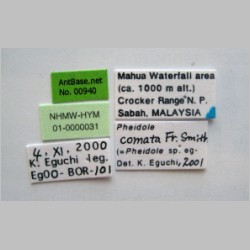 AntBase.net
No. 00940
NHMW-HYM
01-0000031
4. XI. 2000
K. Eguchi leg.
Eg00-BOR-101
Mahua Waterfall area
(ca. 1000 m alt.)
Crocker Range N. P.
Sabah, MALAYSIA
Pheidole
comata Fr. Smith
(=Pheidole sp. eg-
Det. K. Eguchi, 2001